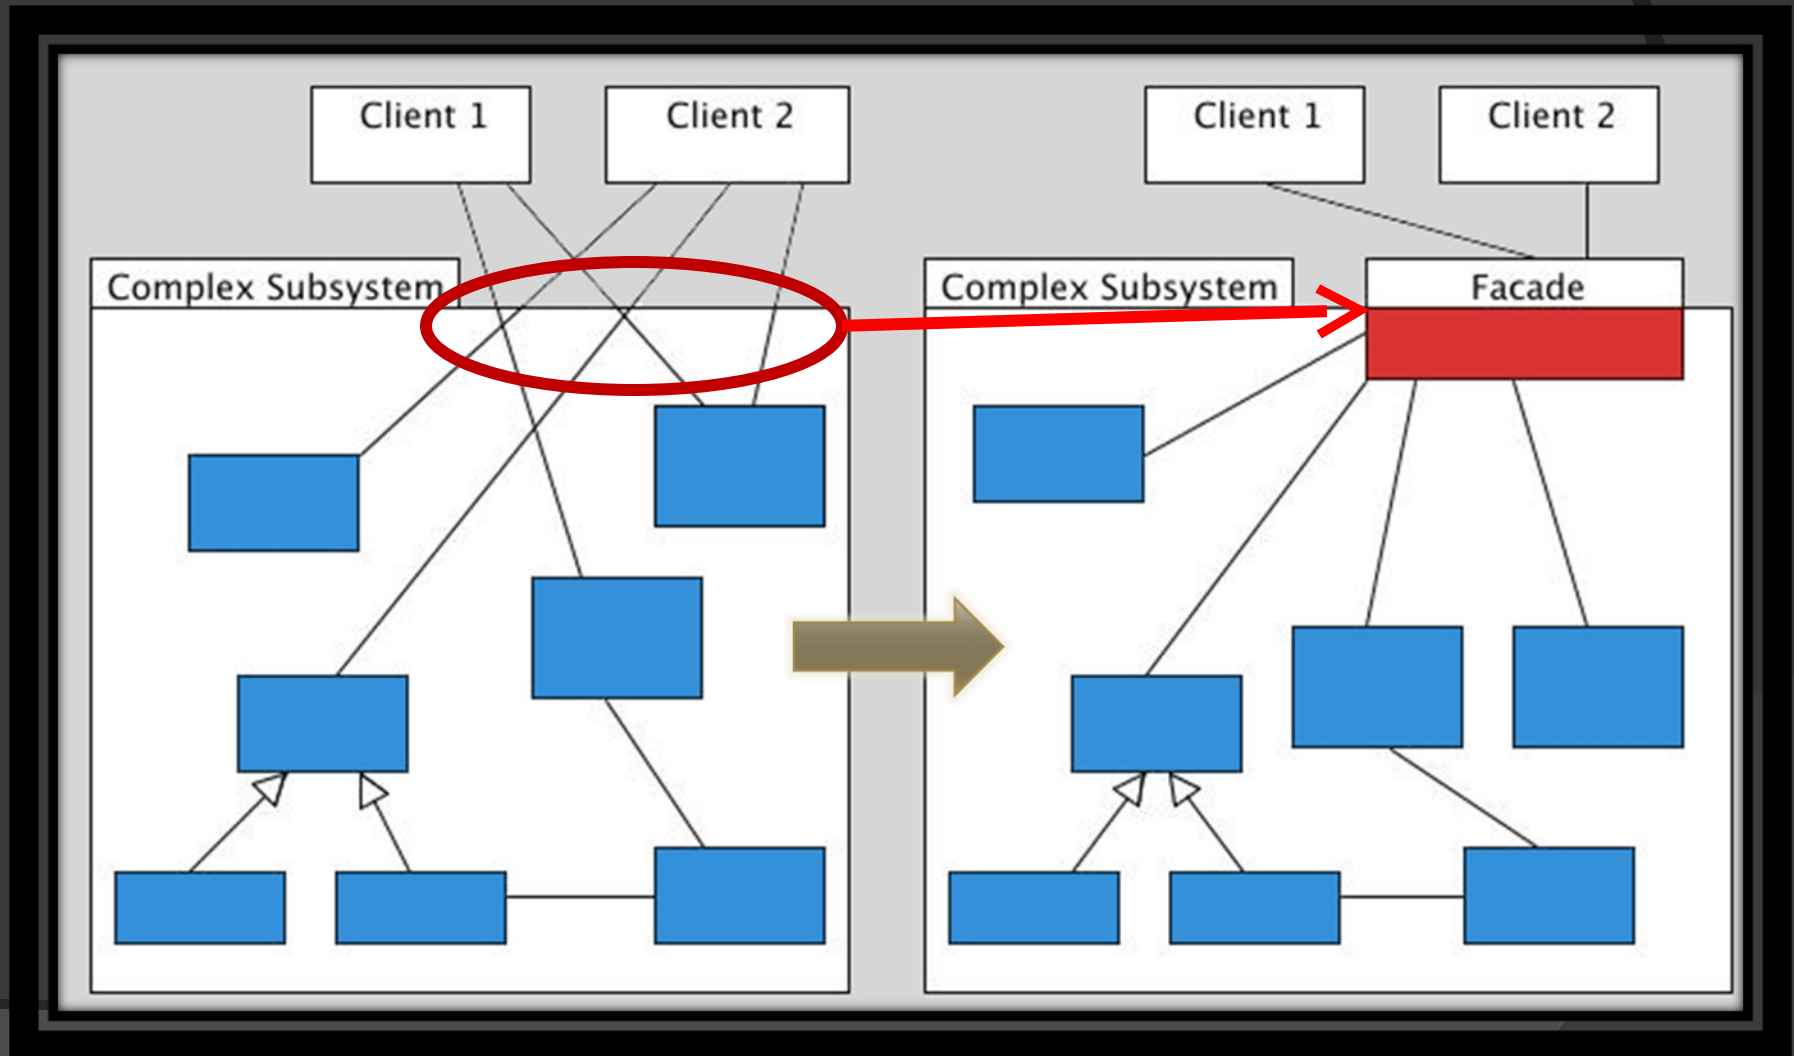 Client 1
Client 2
Complex Subsystem
Client 1
Client 2
Complex Subsystem
Facade